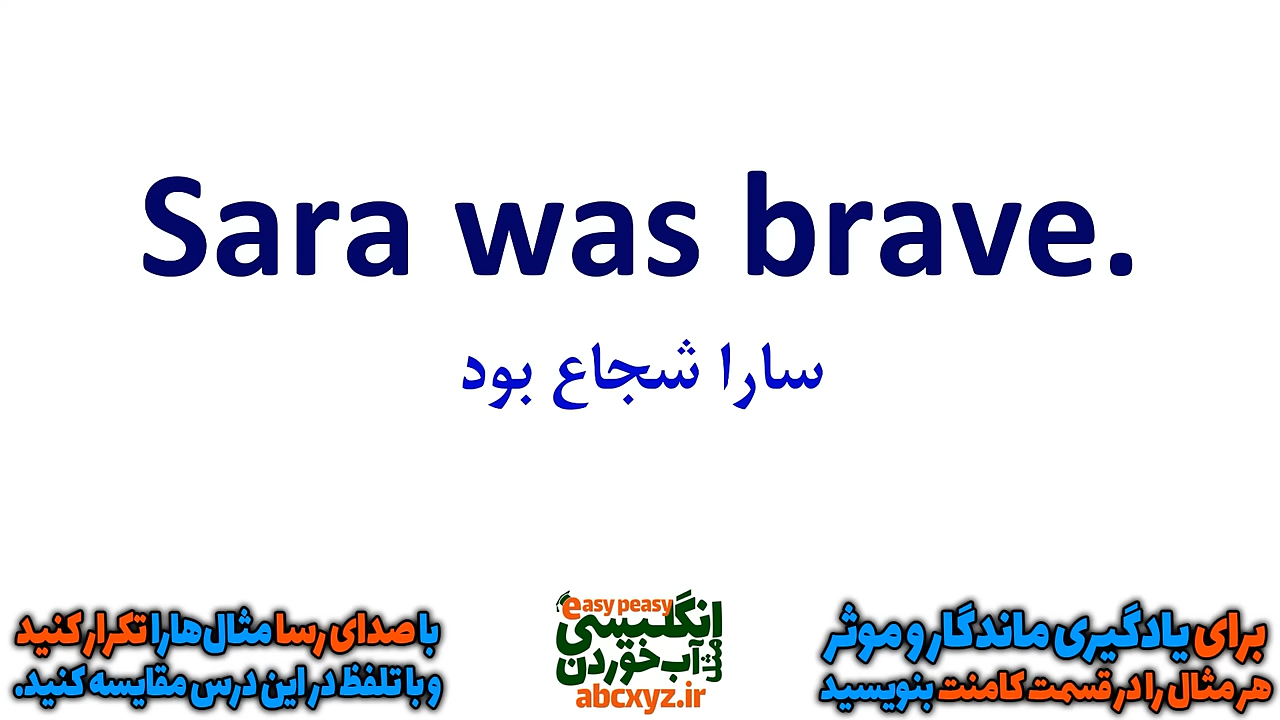 Sara was brave.
سارا شجاع بود
برای یادگیری ماندگار و موثر
هر مثال را در قسمت کامنت بنویسید
easy peasy
انگلیسی
مثل آب خوردن
abcxyz.ir
با صدای رسا مثال‌ها را تکرار کنید
و با تلفظ در این درس مقایسه کنید.